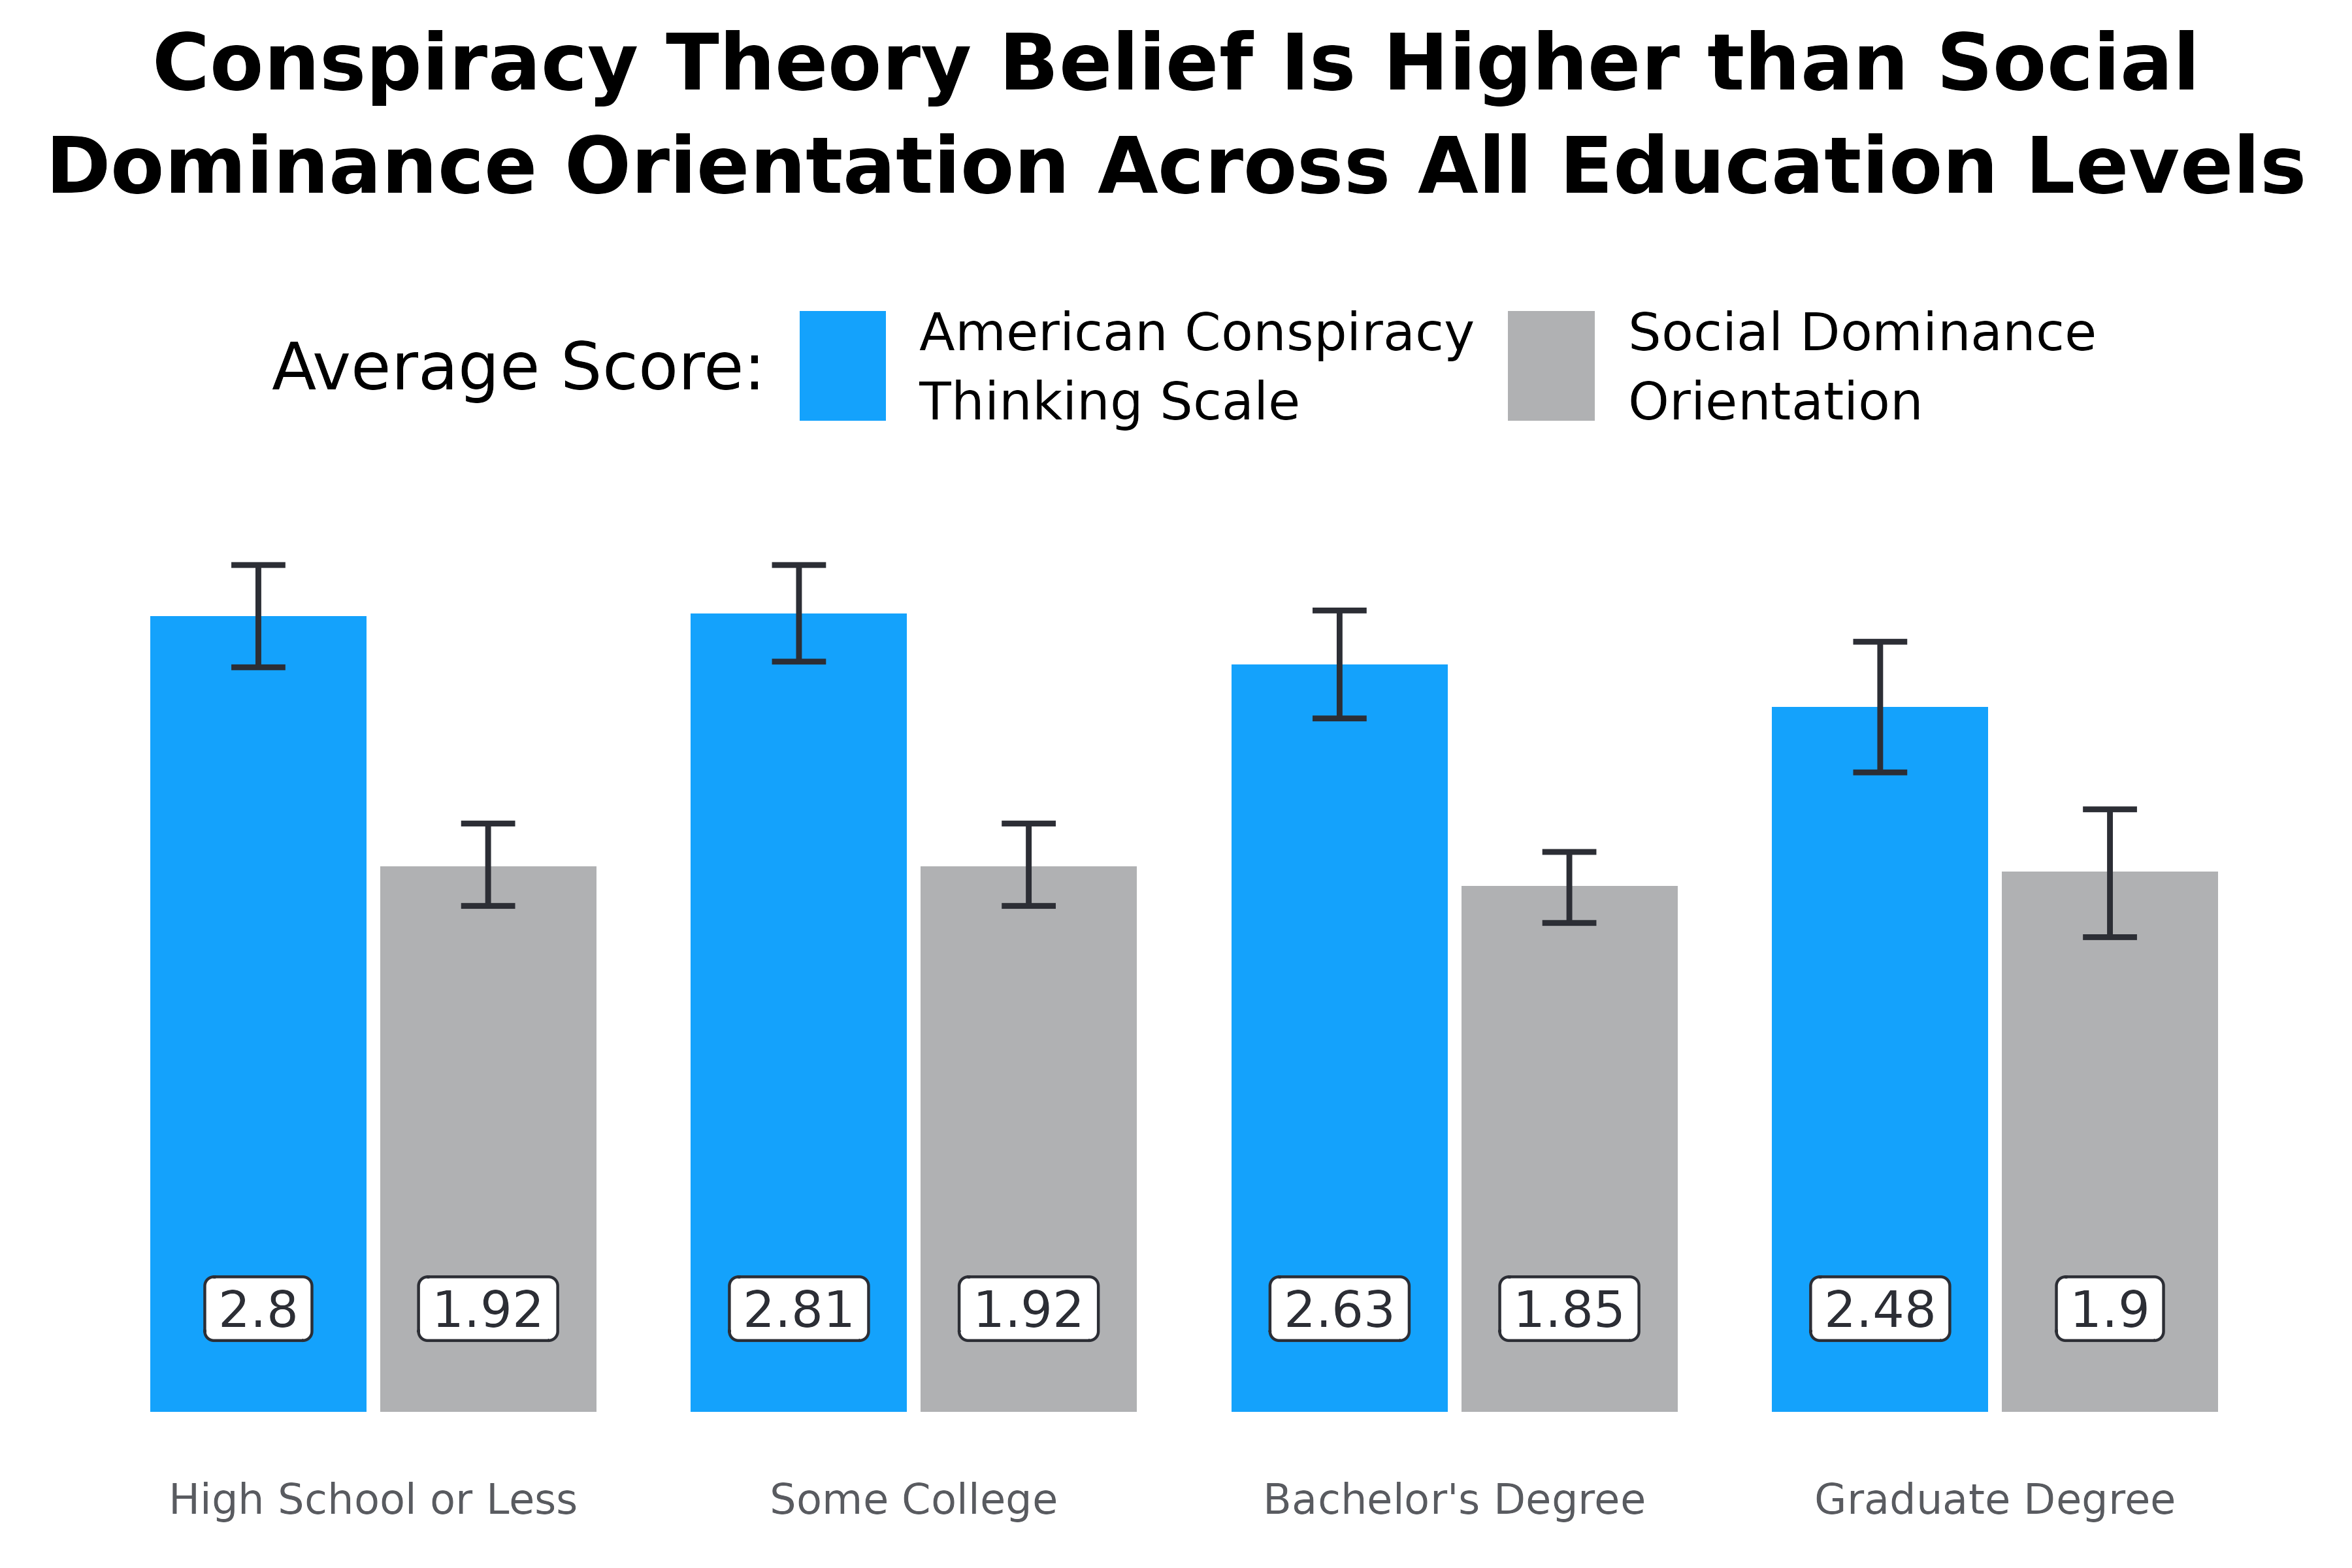 Conspiracy Theory Belief Is Higher than Social
Dominance Orientation Across All Education Levels
Average Score:
American Conspiracy
Thinking Scale
Social Dominance
Orientation
2.8
1.92
2.81
1.92
2.63
1.85
2.48
1.9
High School or Less
Some College
Bachelor's Degree
Graduate Degree